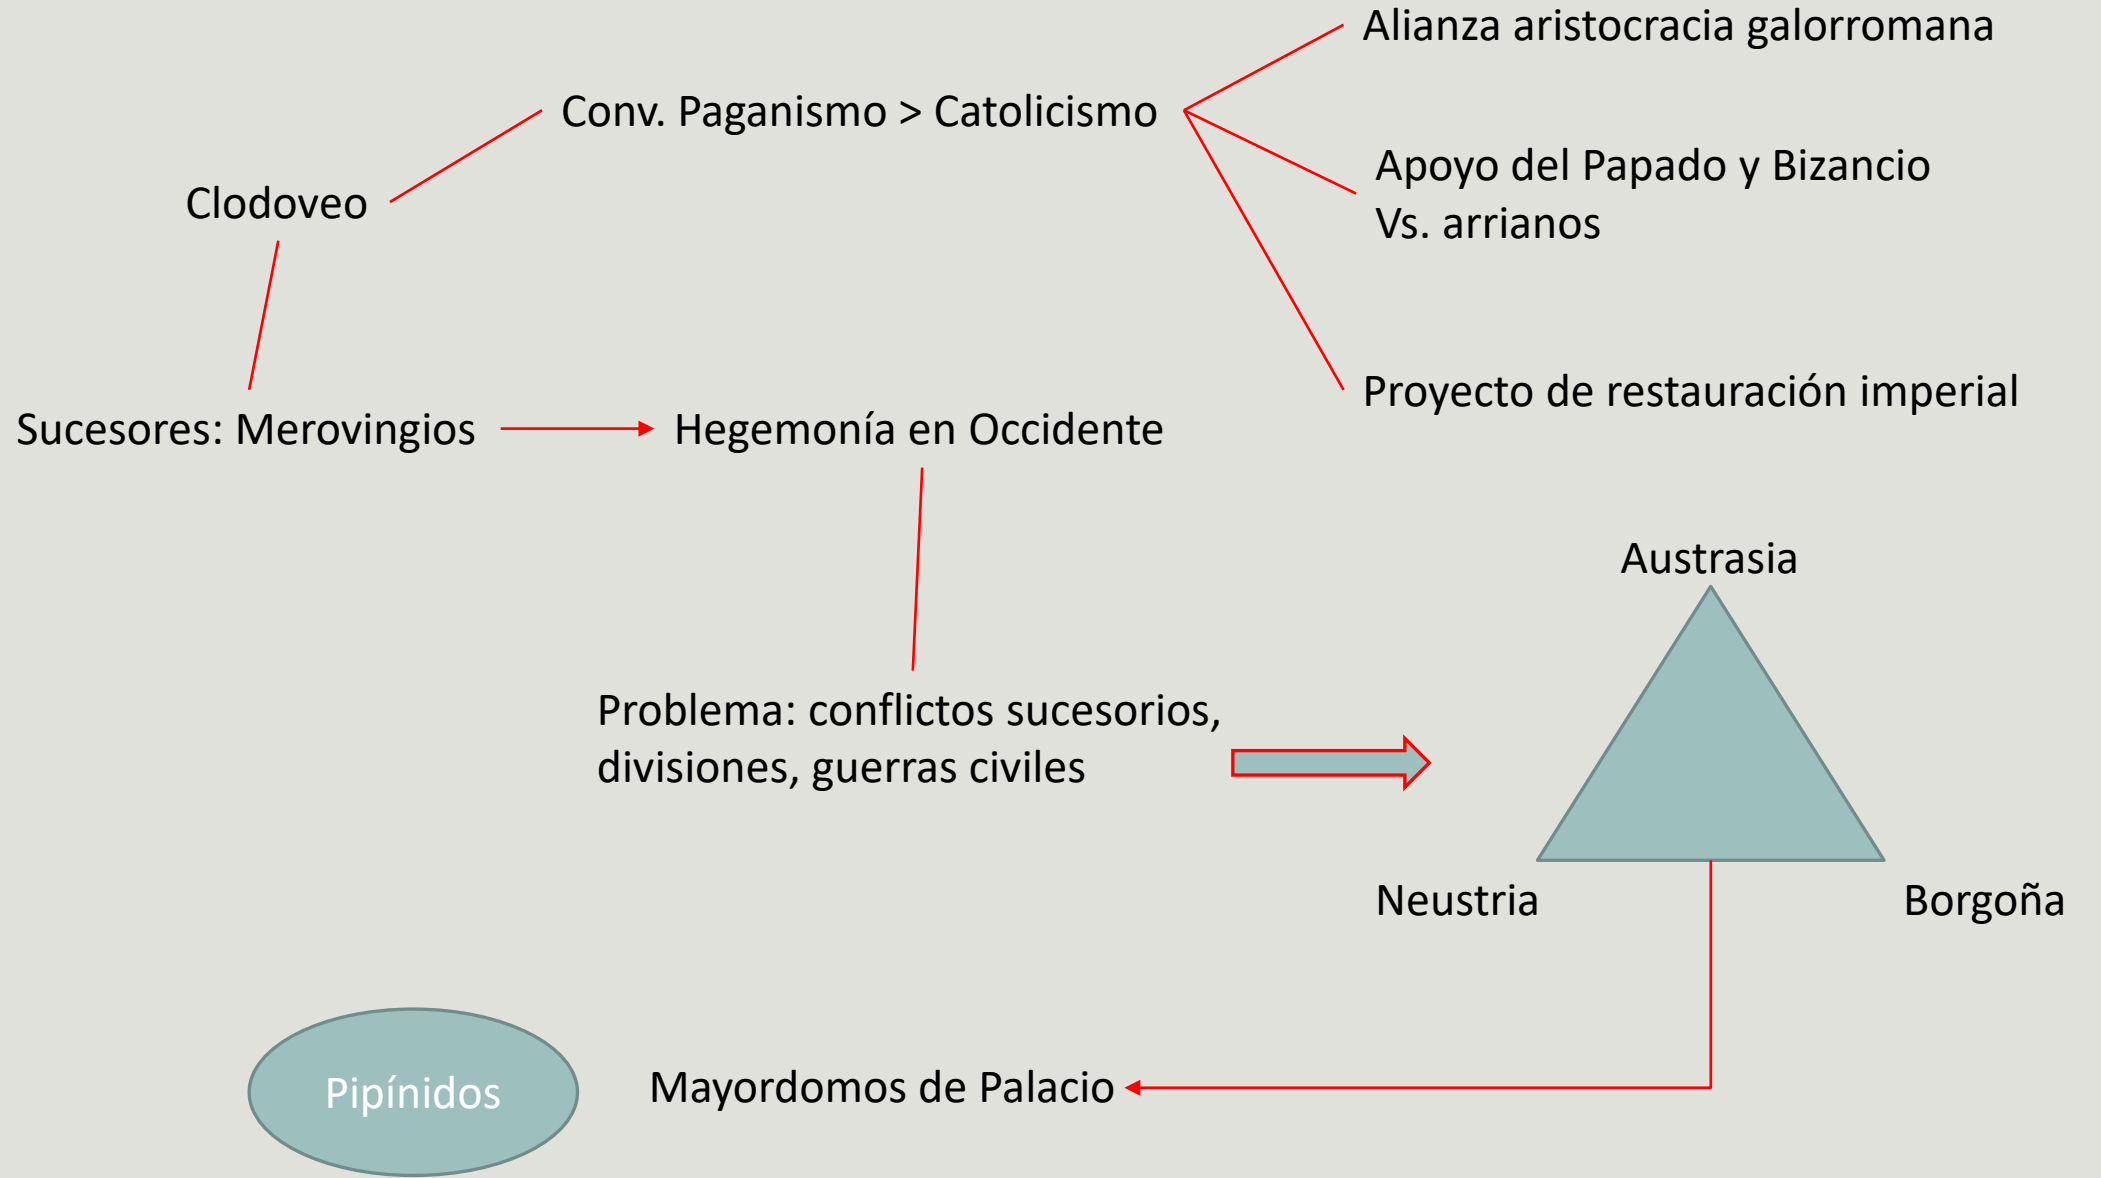 Alianza aristocracia galorromana
Conv. Paganismo > Catolicismo
Apoyo del Papado y Bizancio
Vs. arrianos
Clodoveo
Proyecto de restauración imperial
Sucesores: Merovingios
Hegemonía en Occidente
Austrasia
Problema: conflictos sucesorios,
divisiones, guerras civiles
Neustria
Borgoña
Pipínidos
Mayordomos de Palacio